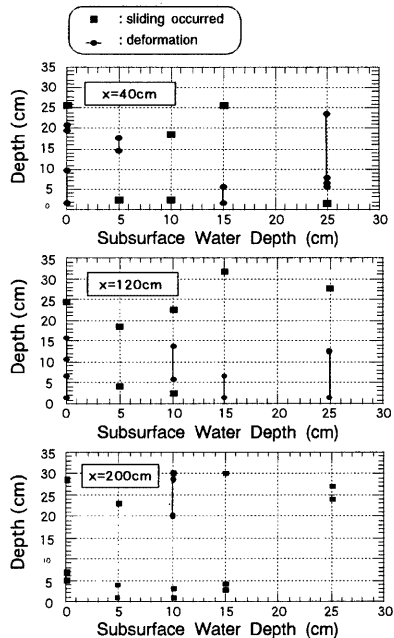 ■ : sliding occurred
● : deformation
x=40cm
Depth (cm)
35
30
25
20
15
10
5
0
0 5 10 15 20 25 30
Subsurface Water Depth (cm)
x=120cm
Depth (cm)
35
30
25
20
15
10
5
0
0 5 10 15 20 25 30
Subsurface Water Depth (cm)
x=200cm
Depth (cm)
35
30
25
20
15
10
5
0
0 5 10 15 20 25 30
Subsurface Water Depth (cm)